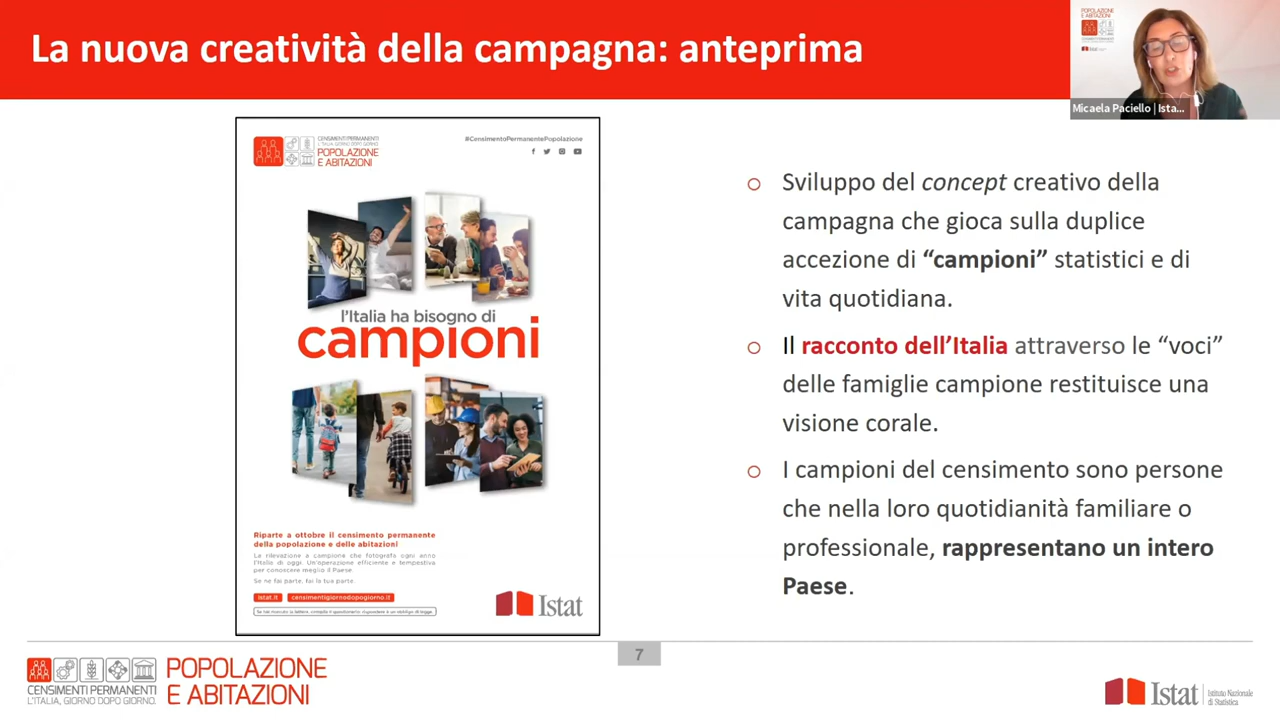 La nuova creatività della campagna: anteprima
POPOLAZIONE
E ABITAZIONI
Micaela Paciello | Ista...
CENSIMENTI PERMANENTI
L'ITALIA, GIORNO DOPO GIORNO.
POPOLAZIONE
E ABITAZIONI
#CensimentoPermanentePopolazione
l'Italia ha bisogno di
campioni
Riparte a ottobre il censimento permanente
della popolazione e delle abitazioni
La rilevazione a campione che fotografa ogni anno
l'Italia di oggi. Un'operazione efficiente e tempestiva
per conoscere meglio il Paese.
Se ne fai parte, fai la tua parte.
istat.it
censimentigiornodopogiorno.it
Istat
o Sviluppo del concept creativo della
campagna che gioca sulla duplice
accezione di “campioni” statistici e di
vita quotidiana.
o Il racconto dell’Italia attraverso le “voci”
delle famiglie campione restituisce una
visione corale.
o I campioni del censimento sono persone
che nella loro quotidianità familiare o
professionale, rappresentano un intero
Paese.
7
CENSIMENTI PERMANENTI
L'ITALIA, GIORNO DOPO GIORNO.
POPOLAZIONE
E ABITAZIONI
Istat
Istituto Nazionale
di Statistica